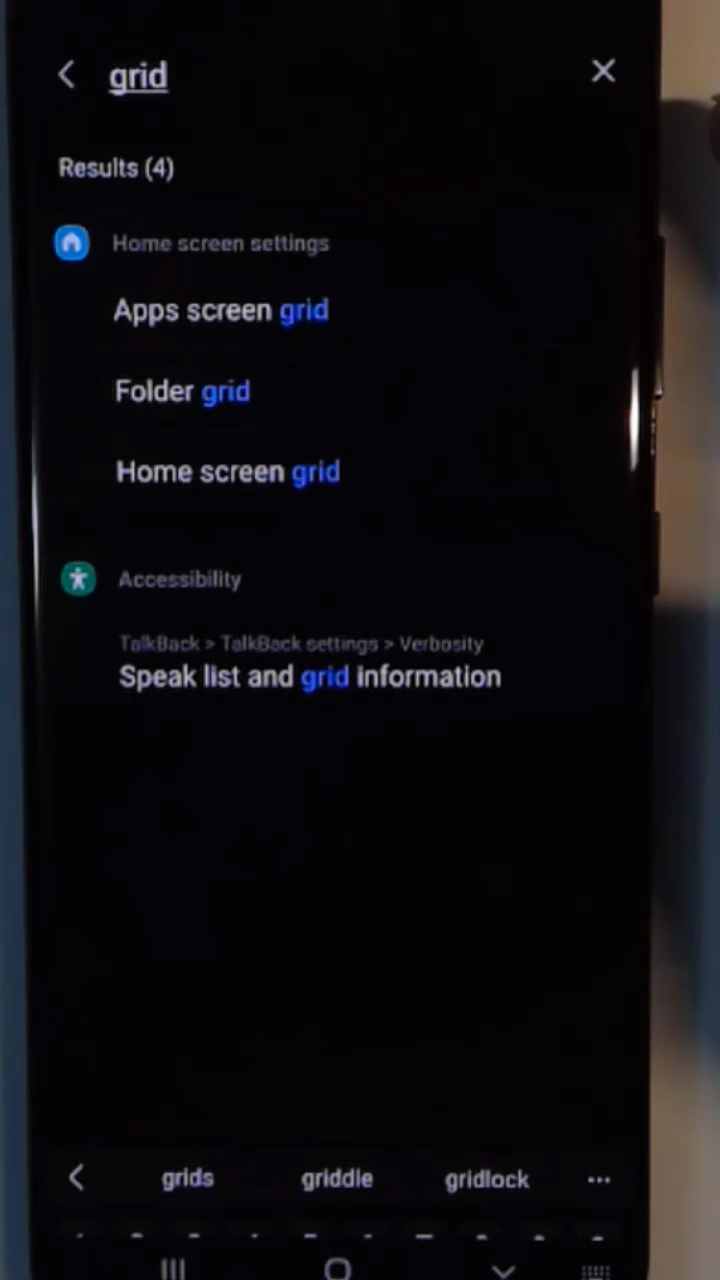 grid
Results (4)
Home screen settings
Apps screen grid
Folder grid
Home screen grid
Accessibility
TalkBack > TalkBack settings > Verbosity
Speak list and grid information
grids griddle gridlock